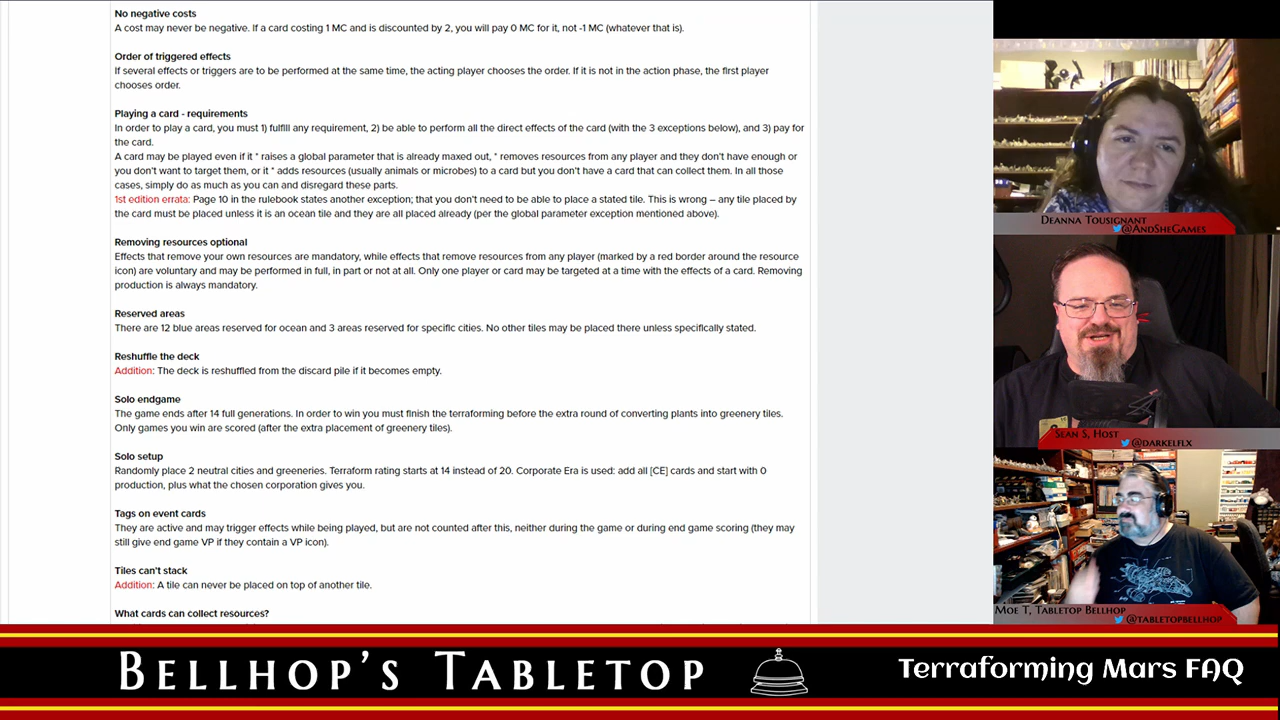 No negative costs
A cost may never be negative. If a card costing 1 MC and is discounted by 2, you will pay 0 MC for it, not -1 MC (whatever that is).
Order of triggered effects
If several effects or triggers are to be performed at the same time, the acting player chooses the order. If it is not in the action phase, the first player
chooses order.
Playing a card - requirements
In order to play a card, you must 1) fulfill any requirement, 2) be able to perform all the direct effects of the card (with the 3 exceptions below), and 3) pay for
the card.
A card may be played even if it * raises a global parameter that is already maxed out, * removes resources from any player and they don't have enough or
you don't want to target them, or it * adds resources (usually animals or microbes) to a card but you don't have a card that can collect them. In all those
cases, simply do as much as you can and disregard these parts.
1st edition errata: Page 10 in the rulebook states another exception; that you don't need to be able to place a stated tile. This is wrong – any tile placed by
the card must be placed unless it is an ocean tile and they are all placed already (per the global parameter exception mentioned above).
Removing resources optional
Effects that remove your own resources are mandatory, while effects that remove resources from any player (marked by a red border around the resource
icon) are voluntary and may be performed in full, in part or not at all. Only one player or card may be targeted at a time with the effects of a card. Removing
production is always mandatory.
Reserved areas
There are 12 blue areas reserved for ocean and 3 areas reserved for specific cities. No other tiles may be placed there unless specifically stated.
Reshuffle the deck
Addition: The deck is reshuffled from the discard pile if it becomes empty.
Solo endgame
The game ends after 14 full generations. In order to win you must finish the terraforming before the extra round of converting plants into greenery tiles.
Only games you win are scored (after the extra placement of greenery tiles).
Solo setup
Randomly place 2 neutral cities and greeneries. Terraform rating starts at 14 instead of 20. Corporate Era is used: add all [CE] cards and start with 0
production, plus what the chosen corporation gives you.
Tags on event cards
They are active and may trigger effects while being played, but are not counted after this, neither during the game or during end game scoring (they may
still give end game VP if they contain a VP icon).
Tiles can't stack
Addition: A tile can never be placed on top of another tile.
What cards can collect resources?
Deanna Tousignant
@AndSheGames
Sean S, Host
@darkelflx
Moe T, Tabletop Bellhop
@tabletopbellhop
Bellhop's Tabletop
Terraforming Mars FAQ